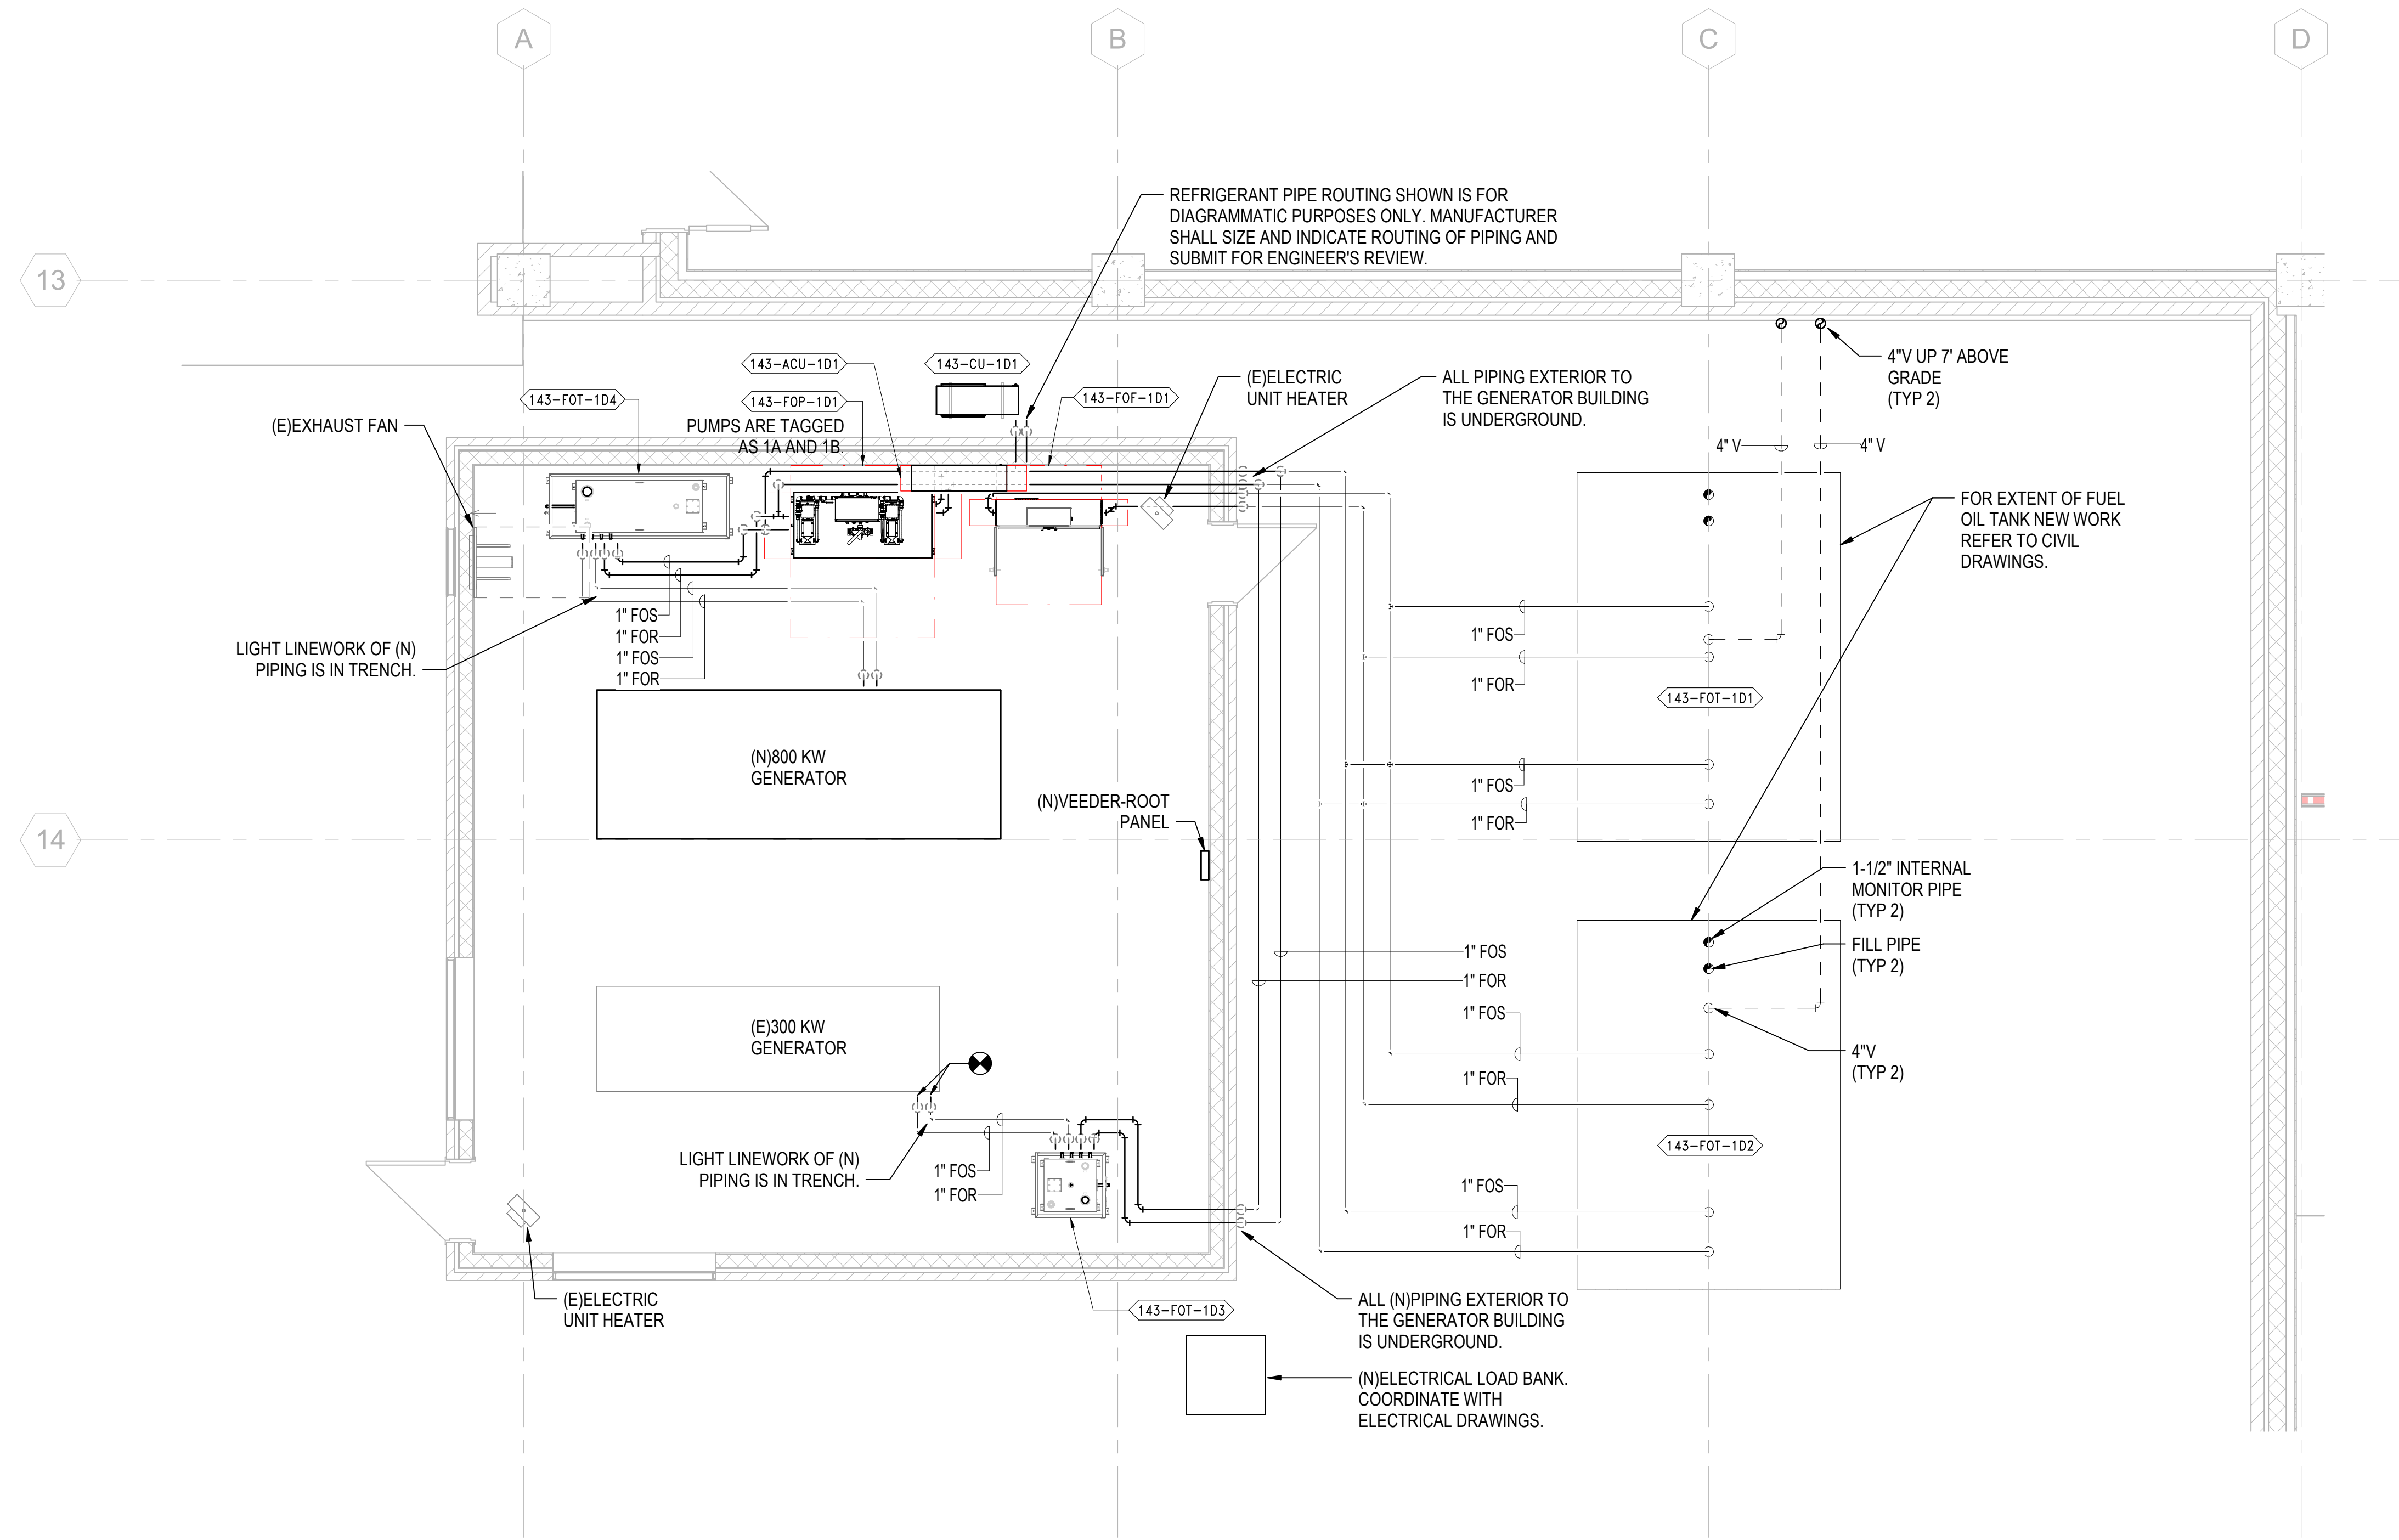 A
B
C
D
13
14
REFRIGERANT PIPE ROUTING SHOWN IS FOR
DIAGRAMMATIC PURPOSES ONLY. MANUFACTURER
SHALL SIZE AND INDICATE ROUTING OF PIPING AND
SUBMIT FOR ENGINEER'S REVIEW.
143-ACU-1D1
143-CU-1D1
143-FOT-1D4
143-FOP-1D1
PUMPS ARE TAGGED
AS 1A AND 1B.
143-FOF-1D1
(E)ELECTRIC
UNIT HEATER
ALL PIPING EXTERIOR TO
THE GENERATOR BUILDING
IS UNDERGROUND.
4"V UP 7' ABOVE
GRADE
(TYP 2)
(E)EXHAUST FAN
4" V
4" V
FOR EXTENT OF FUEL
OIL TANK NEW WORK
REFER TO CIVIL
DRAWINGS.
1" FOS
1" FOR
1" FOS
1" FOR
LIGHT LINEWORK OF (N)
PIPING IS IN TRENCH.
1" FOS
1" FOR
143-FOT-1D1
(N)800 KW
GENERATOR
1" FOS
1" FOR
(N)VEEDER-ROOT
PANEL
1-1/2" INTERNAL
MONITOR PIPE
(TYP 2)
FILL PIPE
(TYP 2)
1" FOS
1" FOR
1" FOS
(E)300 KW
GENERATOR
4"V
(TYP 2)
1" FOR
143-FOT-1D2
LIGHT LINEWORK OF (N)
PIPING IS IN TRENCH.
1" FOS
1" FOR
1" FOS
1" FOR
(E)ELECTRIC
UNIT HEATER
143-FOT-1D3
ALL (N)PIPING EXTERIOR TO
THE GENERATOR BUILDING
IS UNDERGROUND.
(N)ELECTRICAL LOAD BANK.
COORDINATE WITH
ELECTRICAL DRAWINGS.